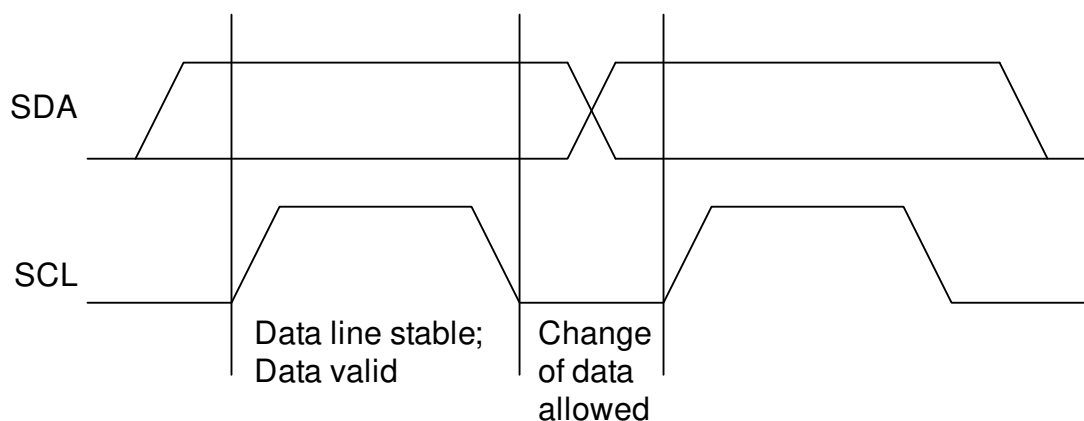 SDA
SCL
Data line stable;
Data valid
Change
of data
allowed